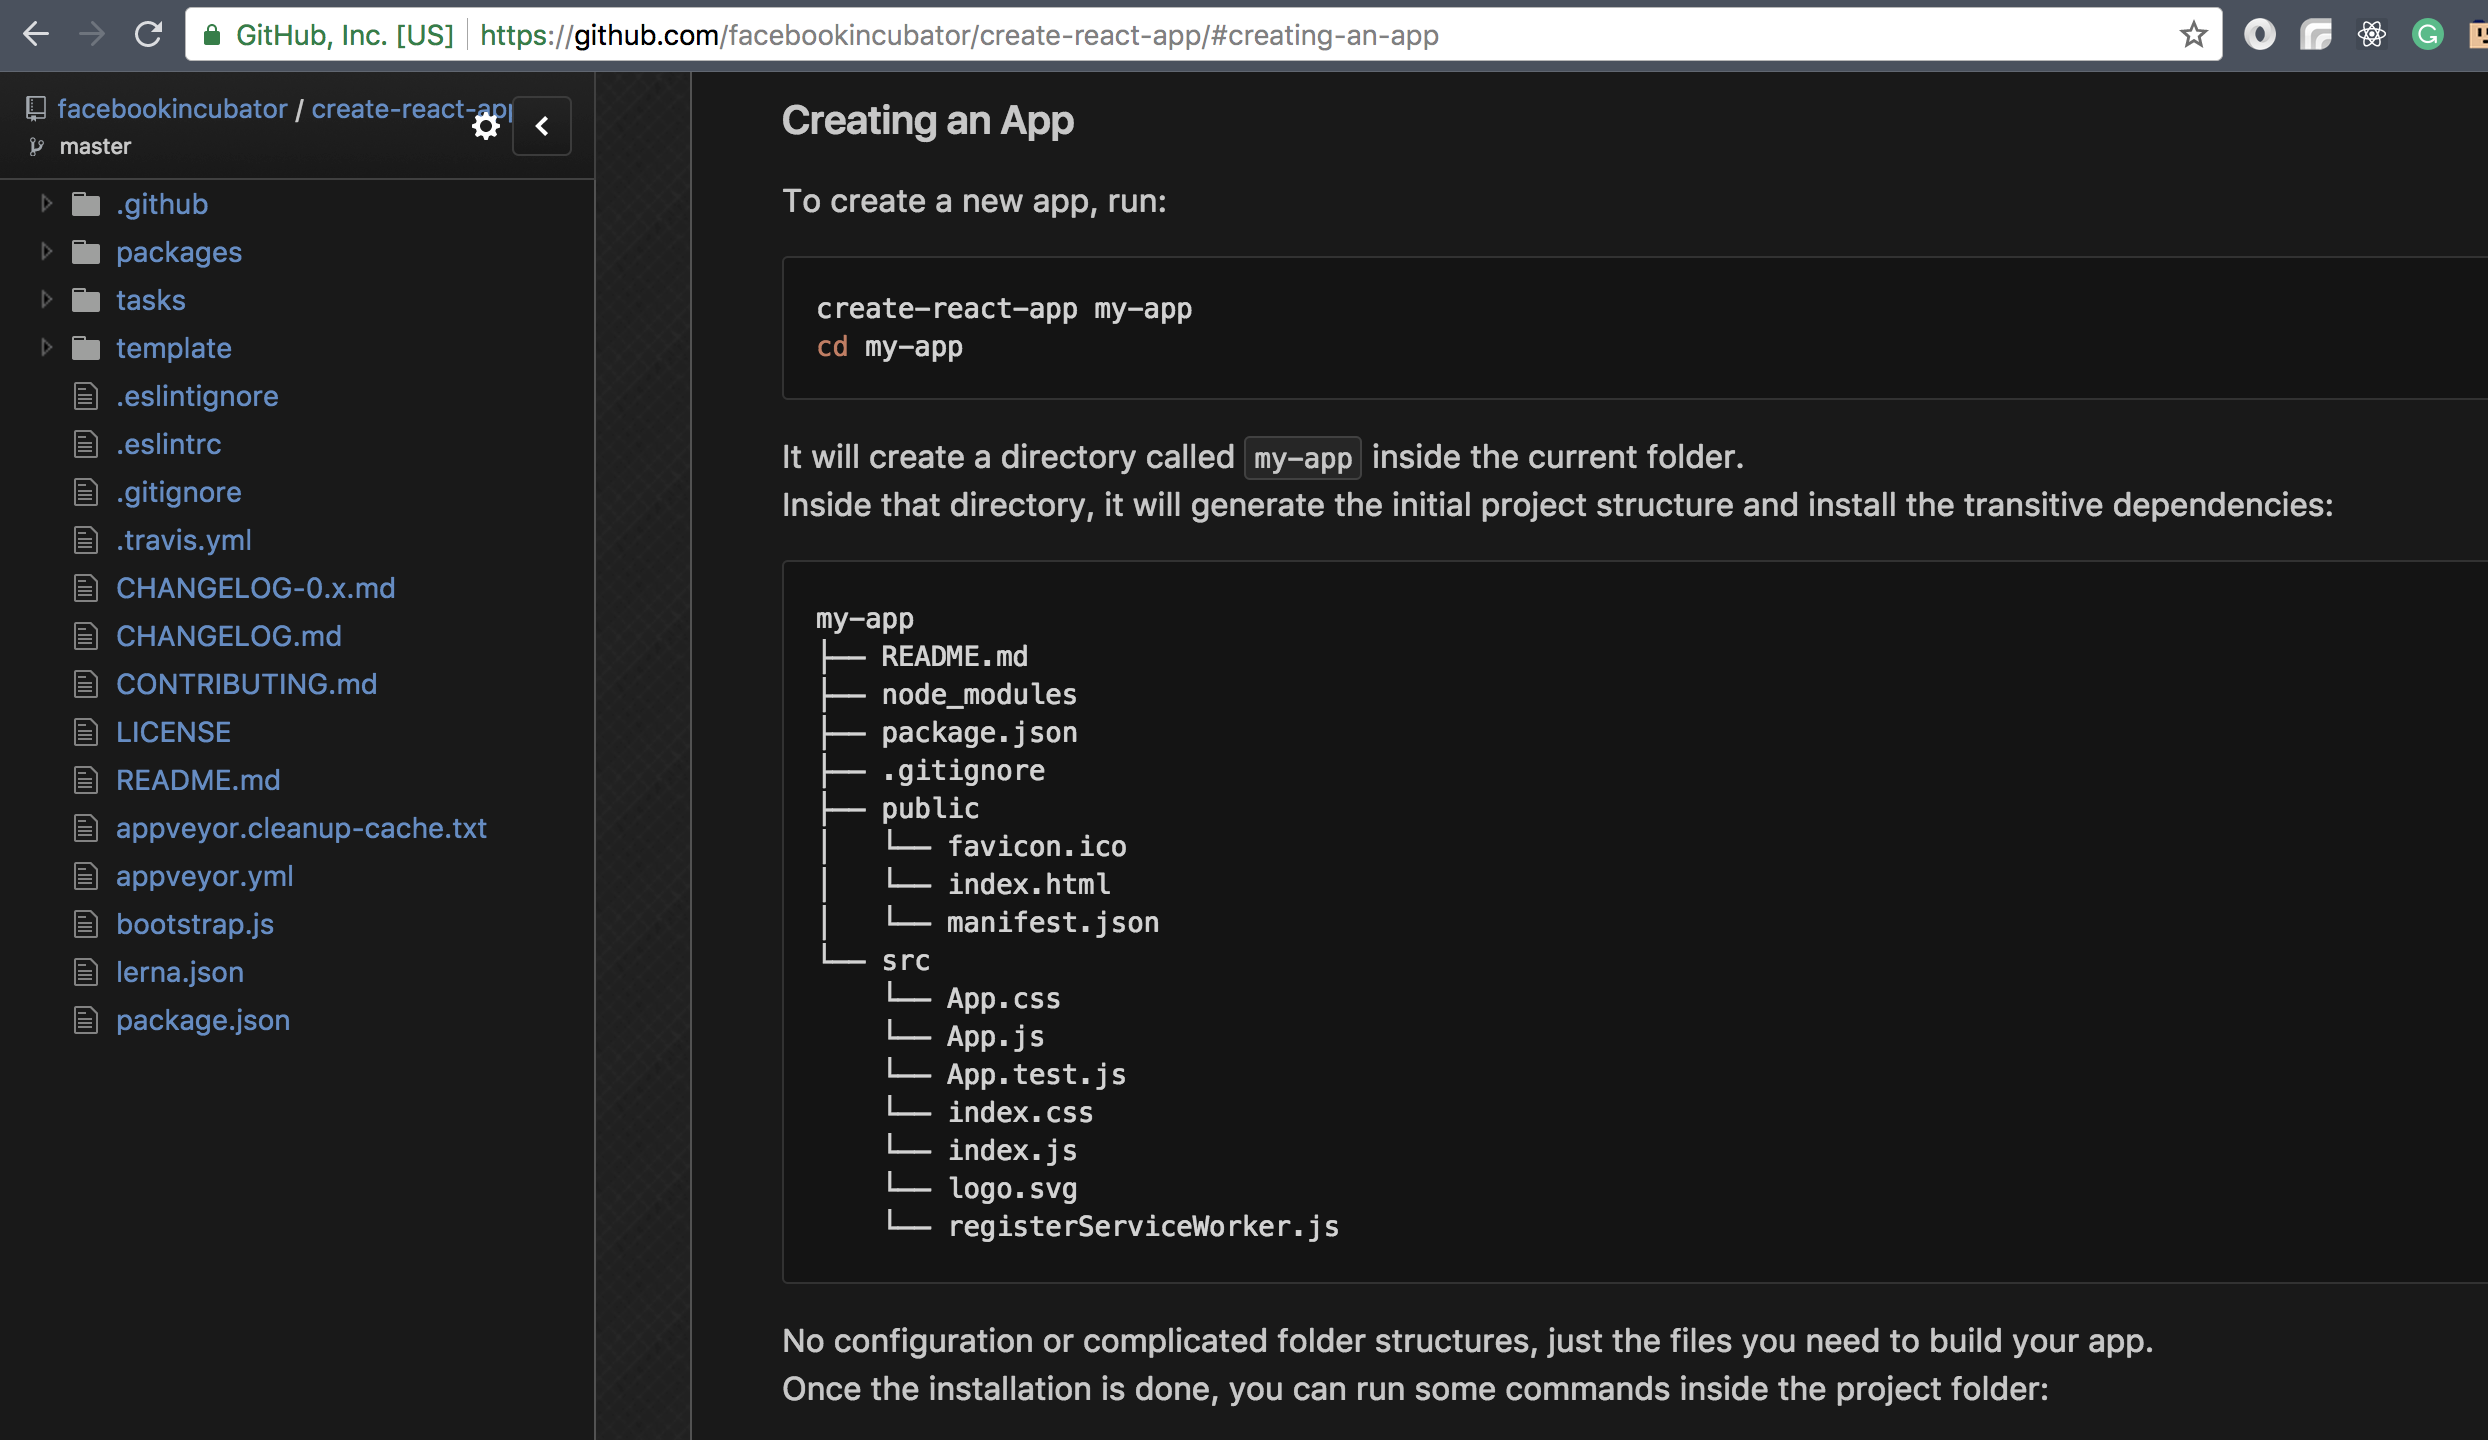 GitHub, Inc. [US] https://github.com/facebookincubator/create-react-app/#creating-an-app
facebookincubator / create-react-app
master
.github
packages
tasks
template
.eslintignore
.eslintrc
.gitignore
.travis.yml
CHANGELOG-0.x.md
CHANGELOG.md
CONTRIBUTING.md
LICENSE
README.md
appveyor.cleanup-cache.txt
appveyor.yml
bootstrap.js
lerna.json
package.json
Creating an App
To create a new app, run:
create-react-app my-app
cd my-app
It will create a directory called my-app inside the current folder.
Inside that directory, it will generate the initial project structure and install the transitive dependencies:
my-app
├── README.md
├── node_modules
├── package.json
├── .gitignore
├── public
│   └── favicon.ico
│   └── index.html
│   └── manifest.json
└── src
    └── App.css
    └── App.js
    └── App.test.js
    └── index.css
    └── index.js
    └── logo.svg
    └── registerServiceWorker.js
No configuration or complicated folder structures, just the files you need to build your app.
Once the installation is done, you can run some commands inside the project folder: